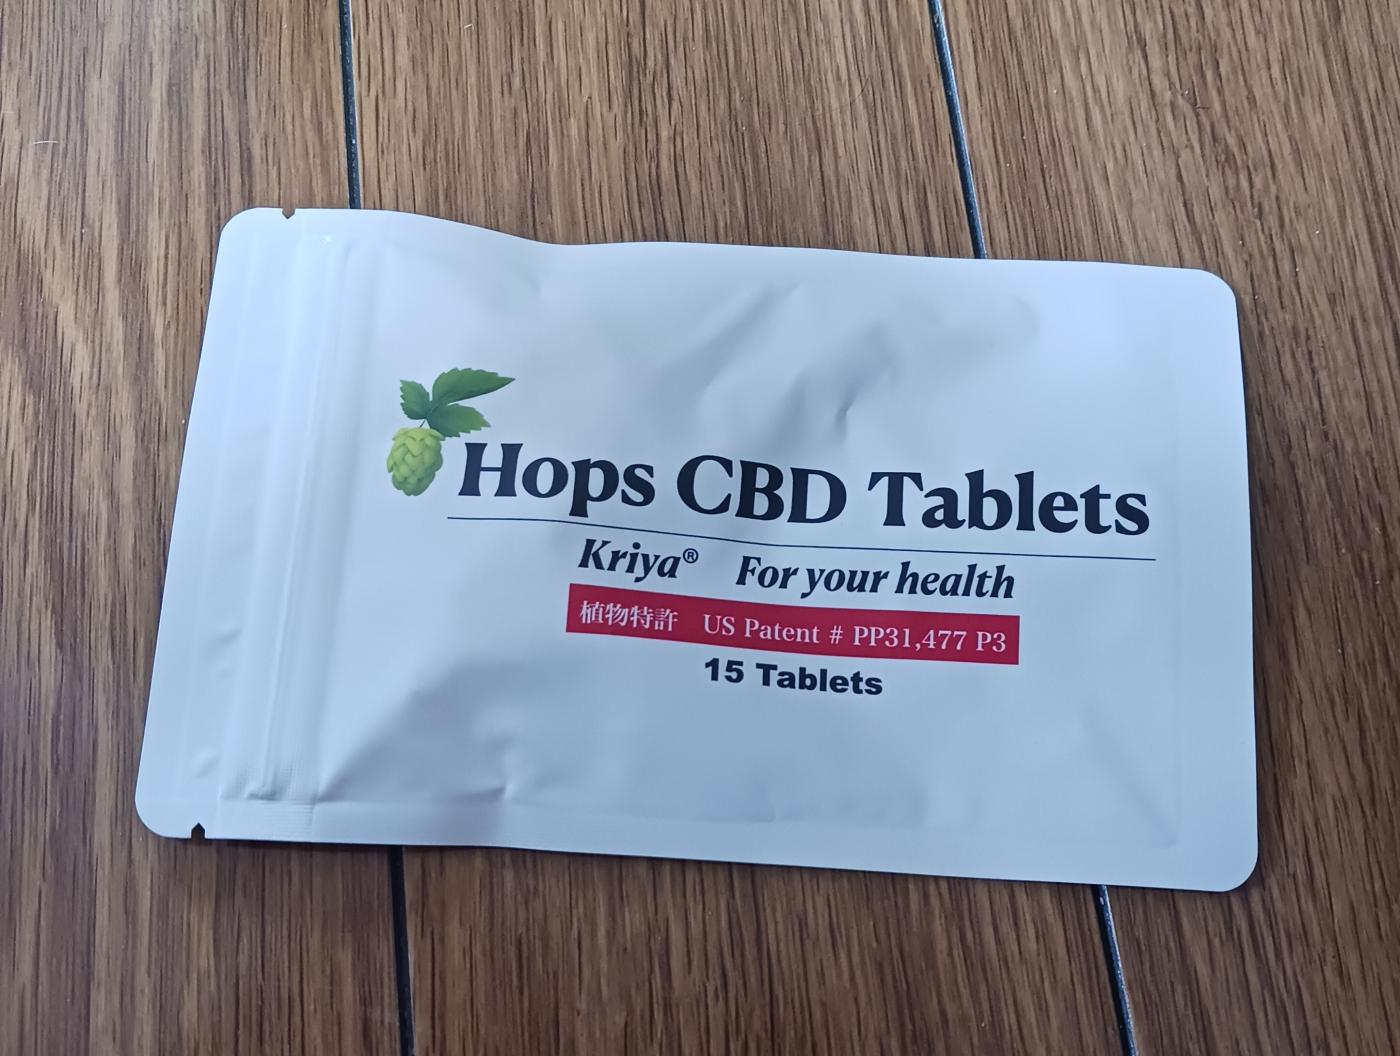 Hops CBD Tablets
Kriya® For your health
植物特許 US Patent # PP31,477 P3
15 Tablets